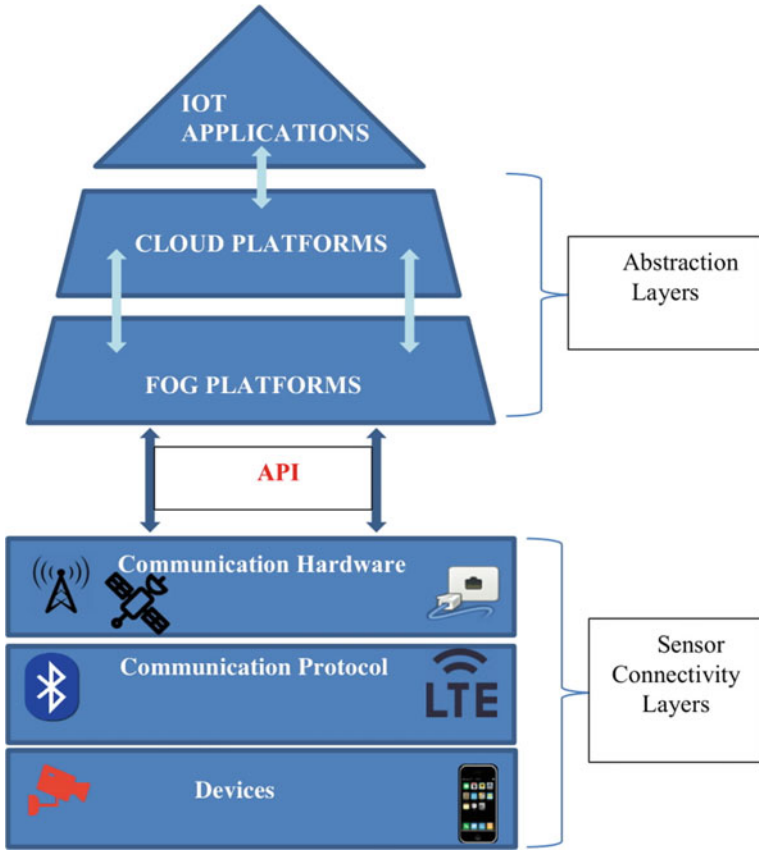 IOT
APPLICATIONS
CLOUD PLATFORMS
FOG PLATFORMS
Abstraction
Layers
API
Communication Hardware
Communication Protocol
LTE
Devices
Sensor
Connectivity
Layers